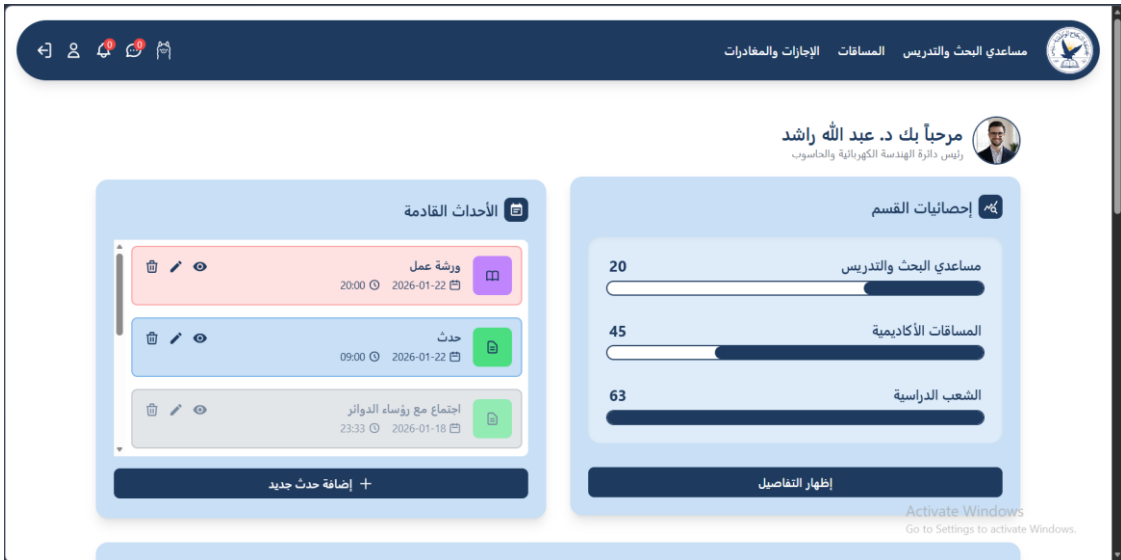 مساعدي البحث والتدريس المساقات الإجازات والمغادرات
0 0
مرحباً بك د. عبد الله راشد
رئيس دائرة الهندسة الكهربائية والحاسوب
إحصائيات القسم
مساعدي البحث والتدريس 20
المساقات الأكاديمية 45
الشعب الدراسية 63
إظهار التفاصيل
الأحداث القادمة
ورشة عمل
2026-01-22 20:00
حدث
2026-01-22 09:00
اجتماع مع رؤساء الدوائر
2026-01-18 23:33
+ إضافة حدث جديد
Activate Windows
Go to Settings to activate Windows.